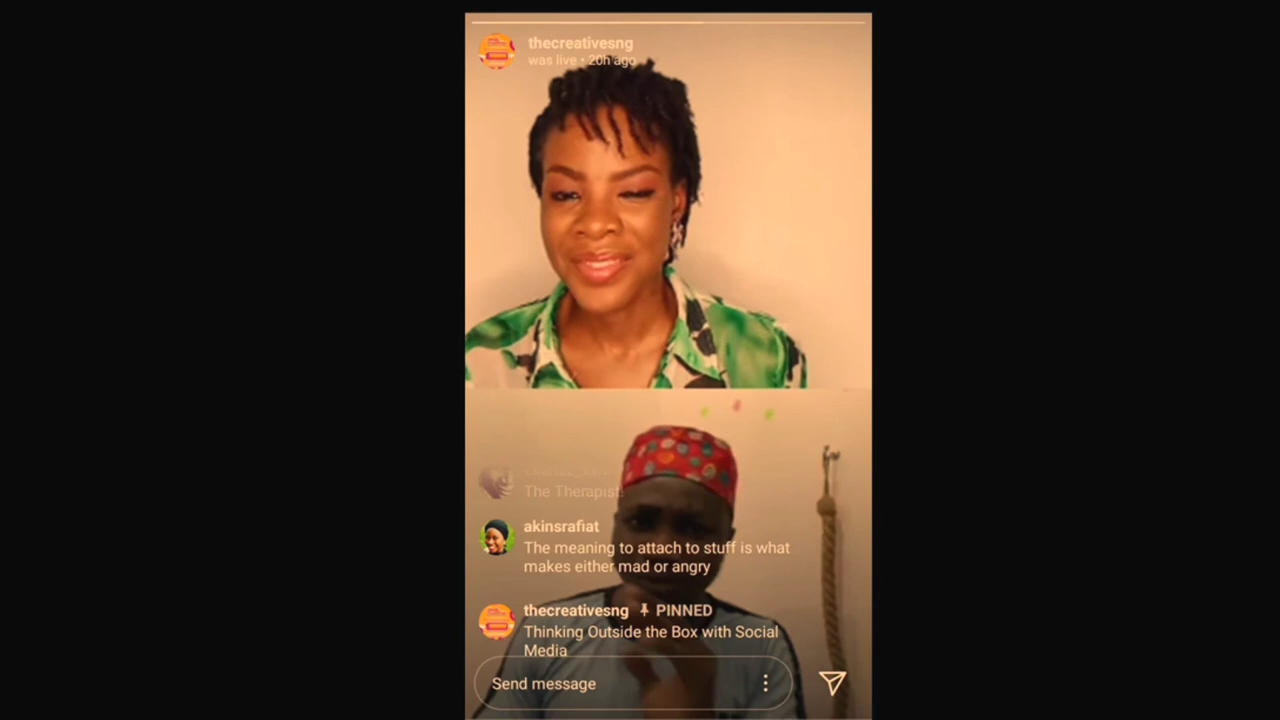 thecreativesng
was live • 20h ago
The Therapist!
akinsrafiat
The meaning to attach to stuff is what
makes either mad or angry
thecreativesng PINNED
Thinking Outside the Box with Social
Media
Send message